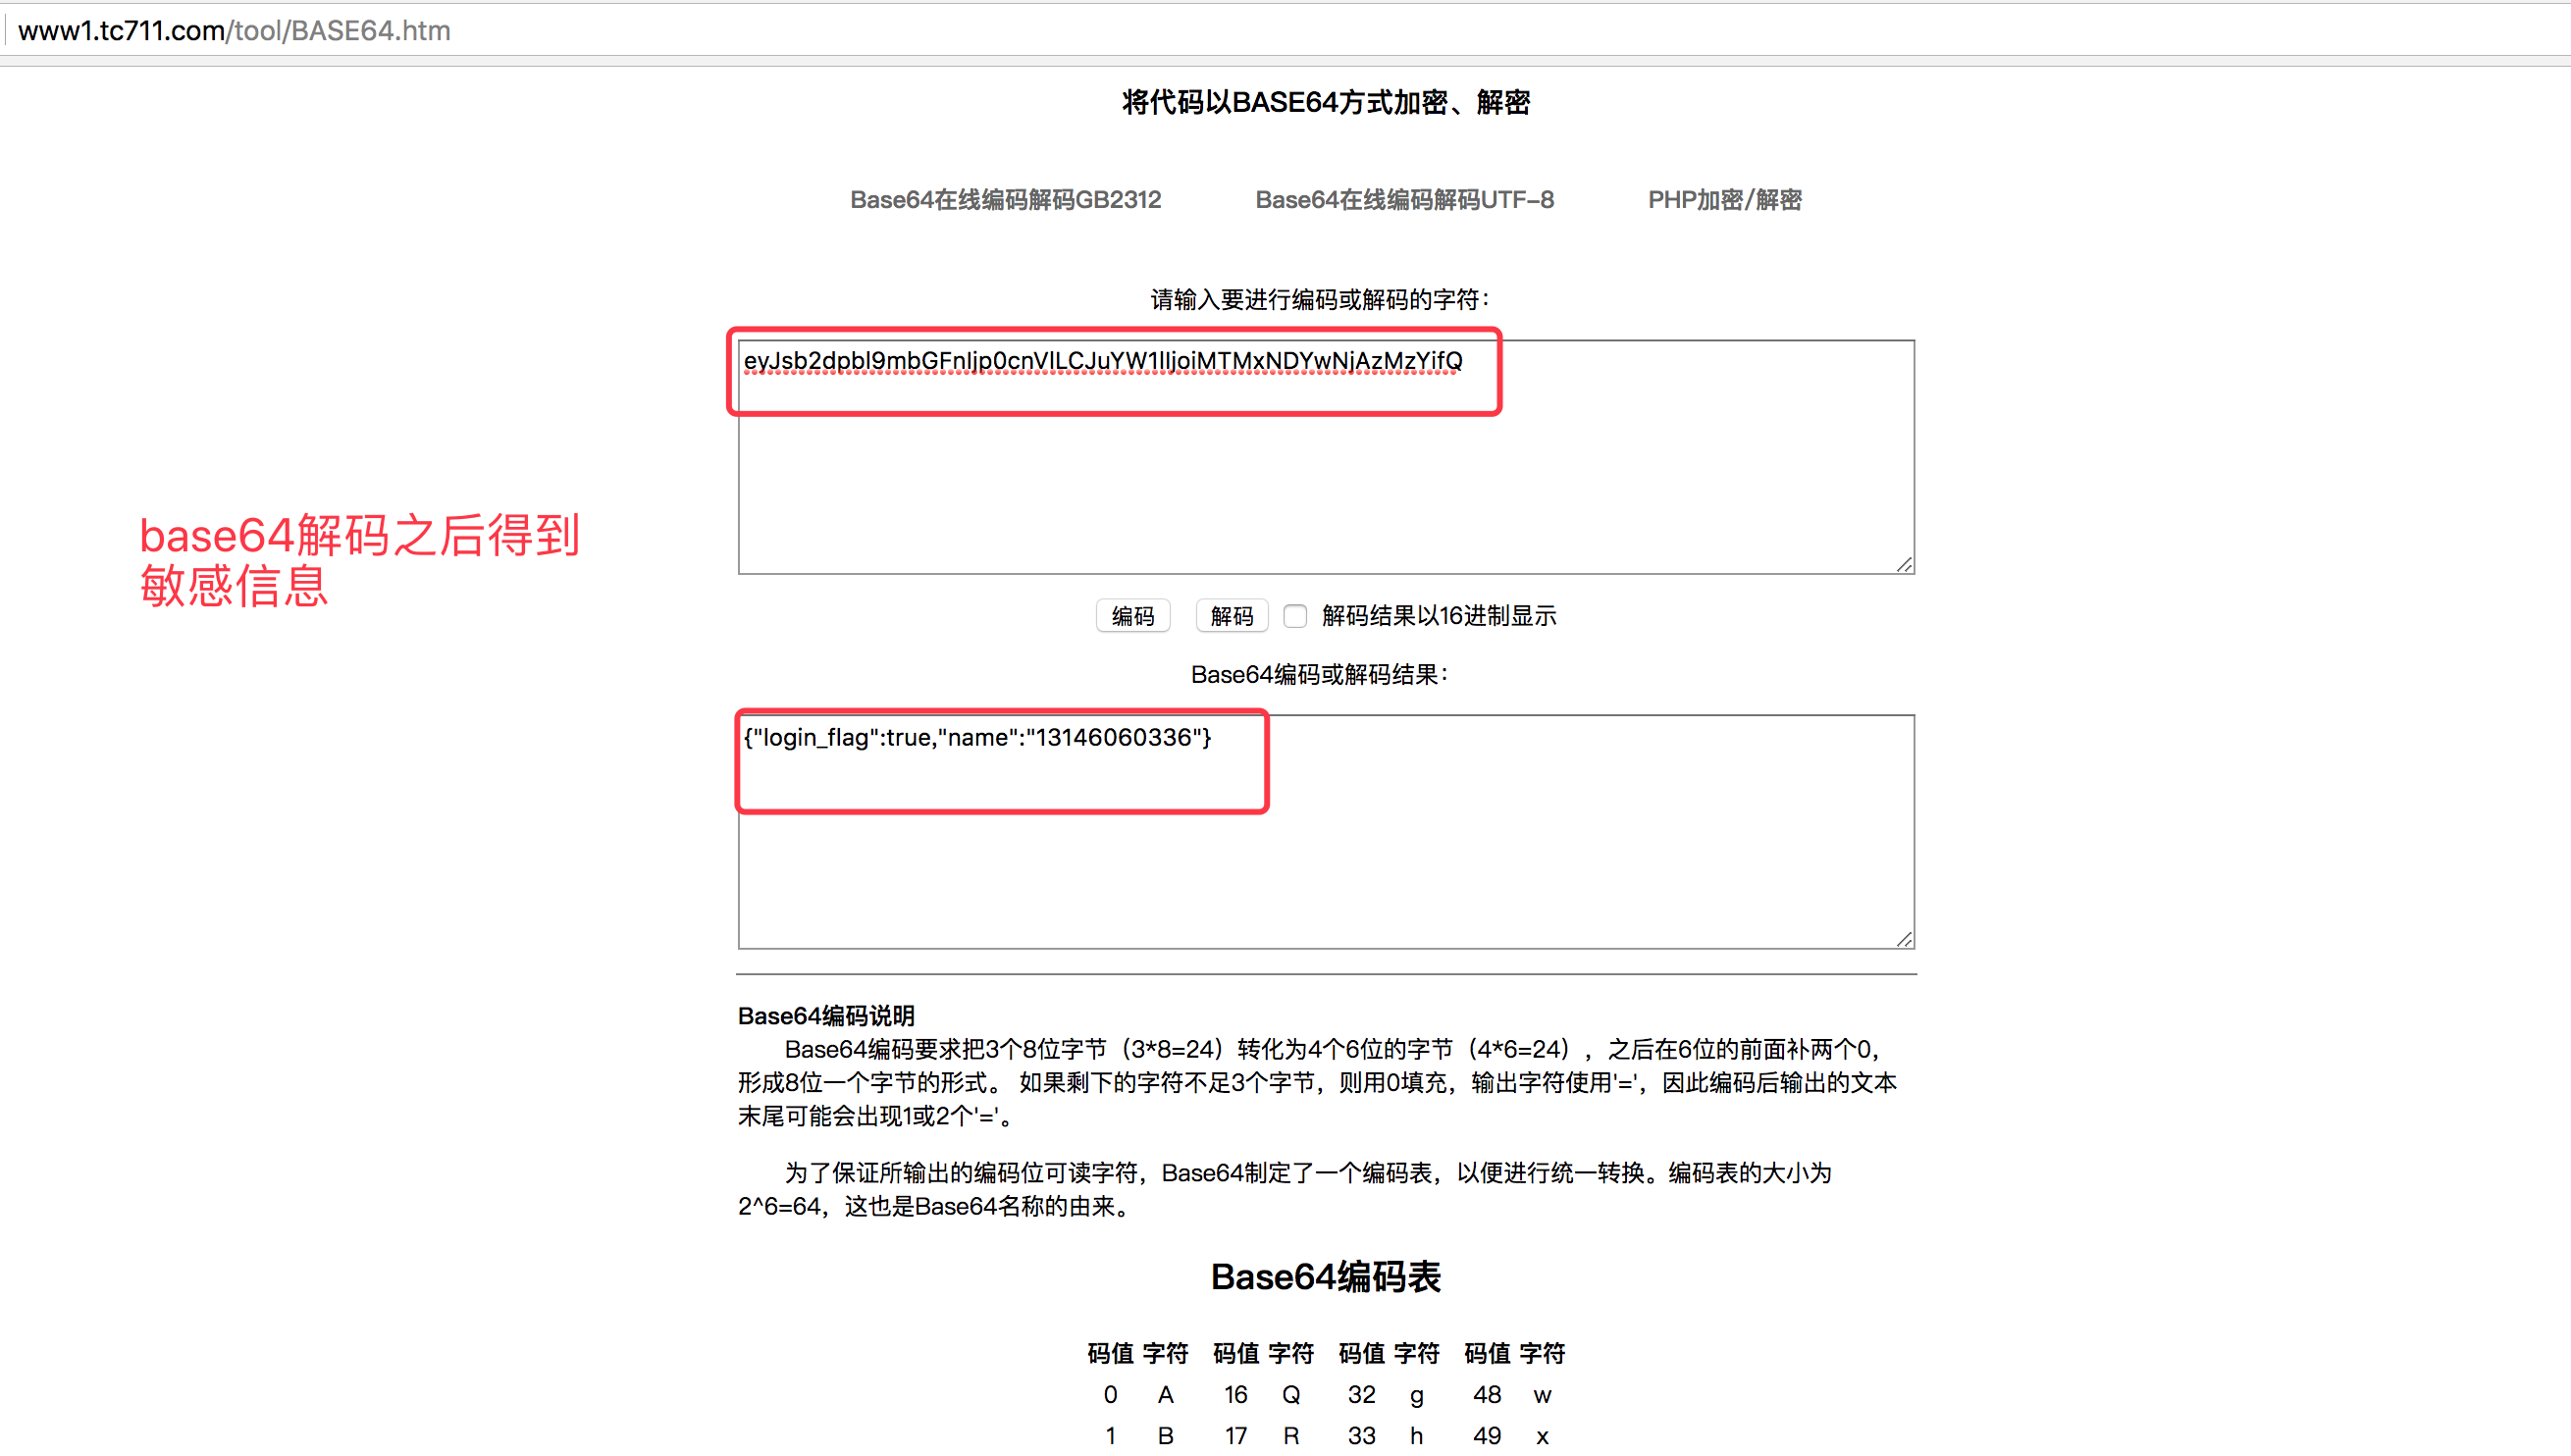 www1.tc711.com/tool/BASE64.htm
将代码以BASE64方式加密、解密
Base64在线编码解码GB2312 Base64在线编码解码UTF-8 PHP加密/解密
请输入要进行编码或解码的字符：
eyJsb2dpbl9mbGFnIjp0cnVlLCJuYW1lIjoiMTMxNDYwNjAzMzYifQ
base64解码之后得到
敏感信息
编码 解码 解码结果以16进制显示
Base64编码或解码结果：
{"login_flag":true,"name":"13146060336"}
Base64编码说明
Base64编码要求把3个8位字节（3*8=24）转化为4个6位的字节（4*6=24），之后在6位的前面补两个0，
形成8位一个字节的形式。 如果剩下的字符不足3个字节，则用0填充，输出字符使用'='，因此编码后输出的文本
末尾可能会出现1或2个'='。
为了保证所输出的编码位可读字符，Base64制定了一个编码表，以便进行统一转换。编码表的大小为
2^6=64，这也是Base64名称的由来。
Base64编码表
码值 字符 码值 字符 码值 字符 码值 字符
0 A 16 Q 32 g 48 w
1 B 17 R 33 h 49 x